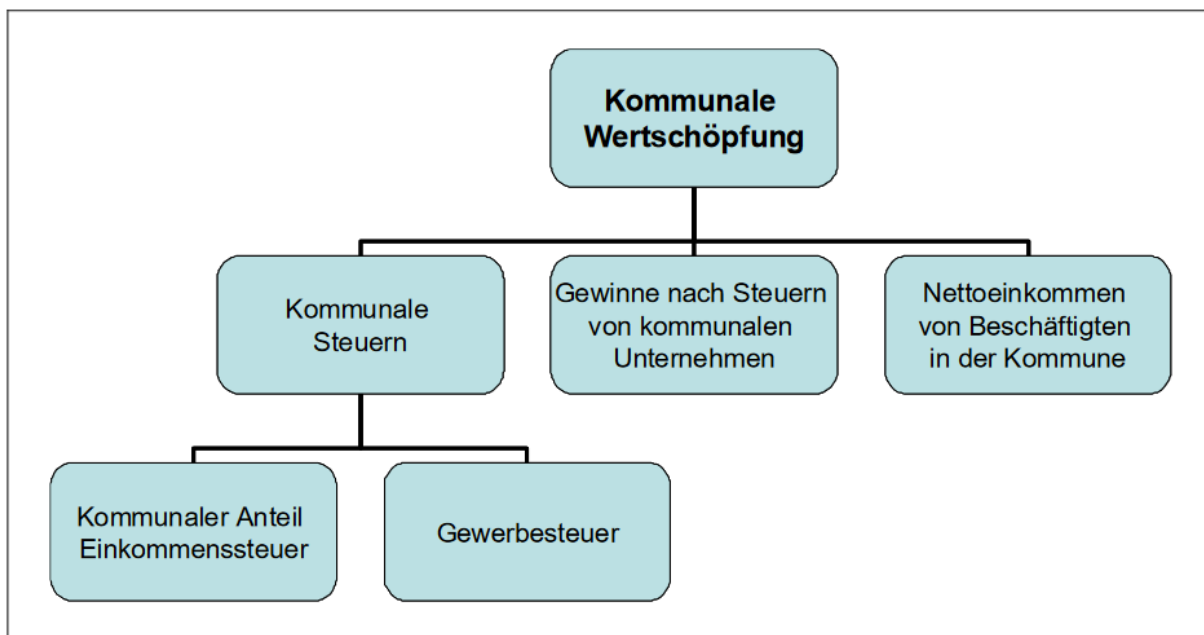 Kommunale
Wertschöpfung
Kommunale
Steuern
Gewinne nach Steuern
von kommunalen
Unternehmen
Nettoeinkommen
von Beschäftigten
in der Kommune
Kommunaler Anteil
Einkommenssteuer
Gewerbesteuer